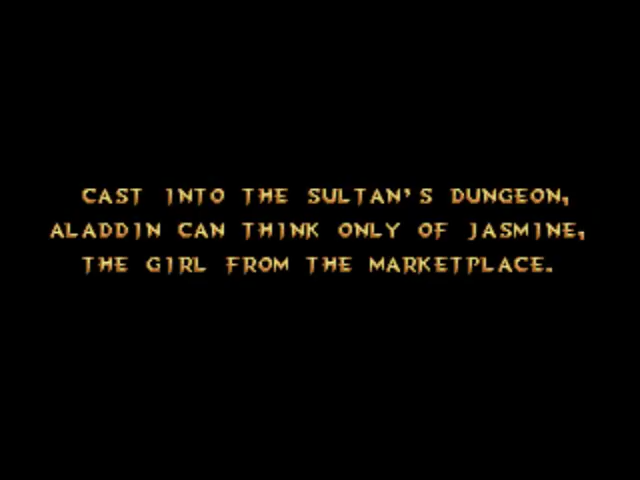 CAST INTO THE SULTAN'S DUNGEON,
ALADDIN CAN THINK ONLY OF JASMINE,
THE GIRL FROM THE MARKETPLACE.